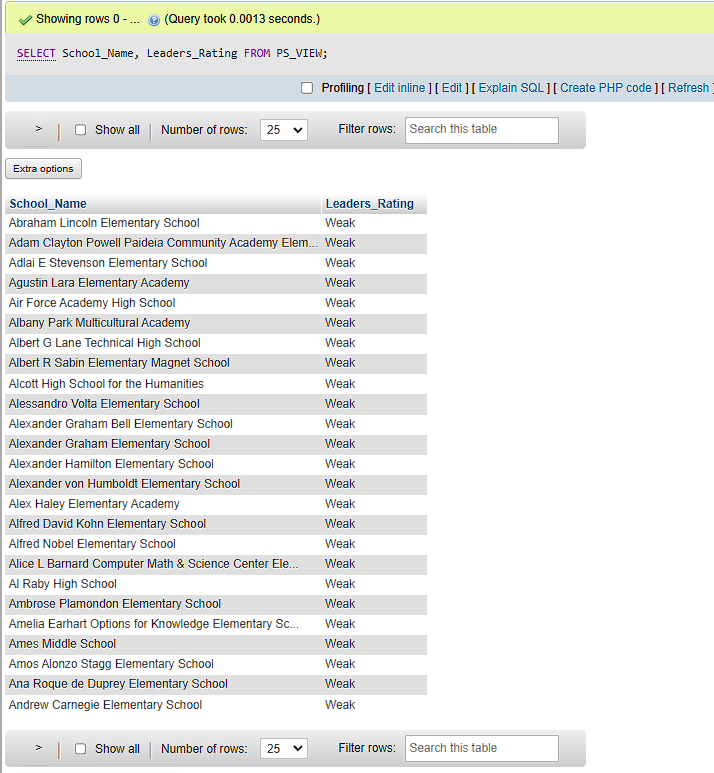 Showing rows 0 - ... (Query took 0.0013 seconds.)
SELECT School_Name, Leaders_Rating FROM PS_VIEW;
Profiling [ Edit inline ] [ Edit ] [ Explain SQL ] [ Create PHP code ] [ Refresh ]
> | Show all | Number of rows: 25 Filter rows: Search this table
Extra options
School_Name Leaders_Rating
Abraham Lincoln Elementary School Weak
Adam Clayton Powell Paideia Community Academy Elem... Weak
Adlai E Stevenson Elementary School Weak
Agustin Lara Elementary Academy Weak
Air Force Academy High School Weak
Albany Park Multicultural Academy Weak
Albert G Lane Technical High School Weak
Albert R Sabin Elementary Magnet School Weak
Alcott High School for the Humanities Weak
Alessandro Volta Elementary School Weak
Alexander Graham Bell Elementary School Weak
Alexander Graham Elementary School Weak
Alexander Hamilton Elementary School Weak
Alexander von Humboldt Elementary School Weak
Alex Haley Elementary Academy Weak
Alfred David Kohn Elementary School Weak
Alfred Nobel Elementary School Weak
Alice L Barnard Computer Math & Science Center Ele... Weak
Al Raby High School Weak
Ambrose Plamondon Elementary School Weak
Amelia Earhart Options for Knowledge Elementary Sc... Weak
Ames Middle School Weak
Amos Alonzo Stagg Elementary School Weak
Ana Roque de Duprey Elementary School Weak
Andrew Carnegie Elementary School Weak
> | Show all | Number of rows: 25 Filter rows: Search this table